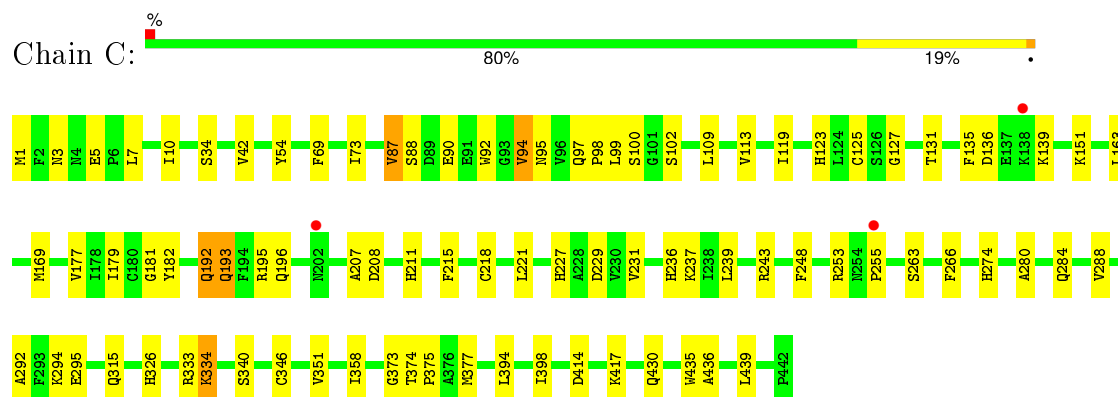 %
Chain C:
80% 19% •
M1 F2 N3 N4 E5 P6 L7 I10 S34 V42 Y54 F69 I73 V87 S88 D89 E90 E91 W92 G93 V94 N95 V96 Q97 P98 L99 S100 G101 S102 L109 V113 I119 H123 L124 C125 S126 G127 T131 F135 D136 E137 K138 K139 K151
M169 V177 I178 I179 C180 G181 Y182 Q192 Q193 F194 R195 Q196 N202 A207 D208 H211 F215 C218 L221 H227 A228 D229 V230 V231 H236 K237 I238 L239 R243 F248 R253 N254 P255 S263 F266 H274 A280 Q284 V288
A292 F293 K294 E295 Q315 H326 R333 K334 S340 C346 V351 I358 G373 T374 P375 A376 M377 L394 I398 D414 K417 Q430 W435 A436 L439 P442